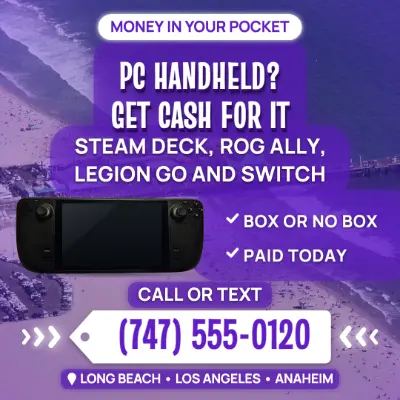 MONEY IN YOUR POCKET
PC HANDHELD?
GET CASH FOR IT
STEAM DECK, ROG ALLY,
LEGION GO AND SWITCH
BOX OR NO BOX
PAID TODAY
CALL OR TEXT
(747) 555-0120
LONG BEACH • LOS ANGELES • ANAHEIM